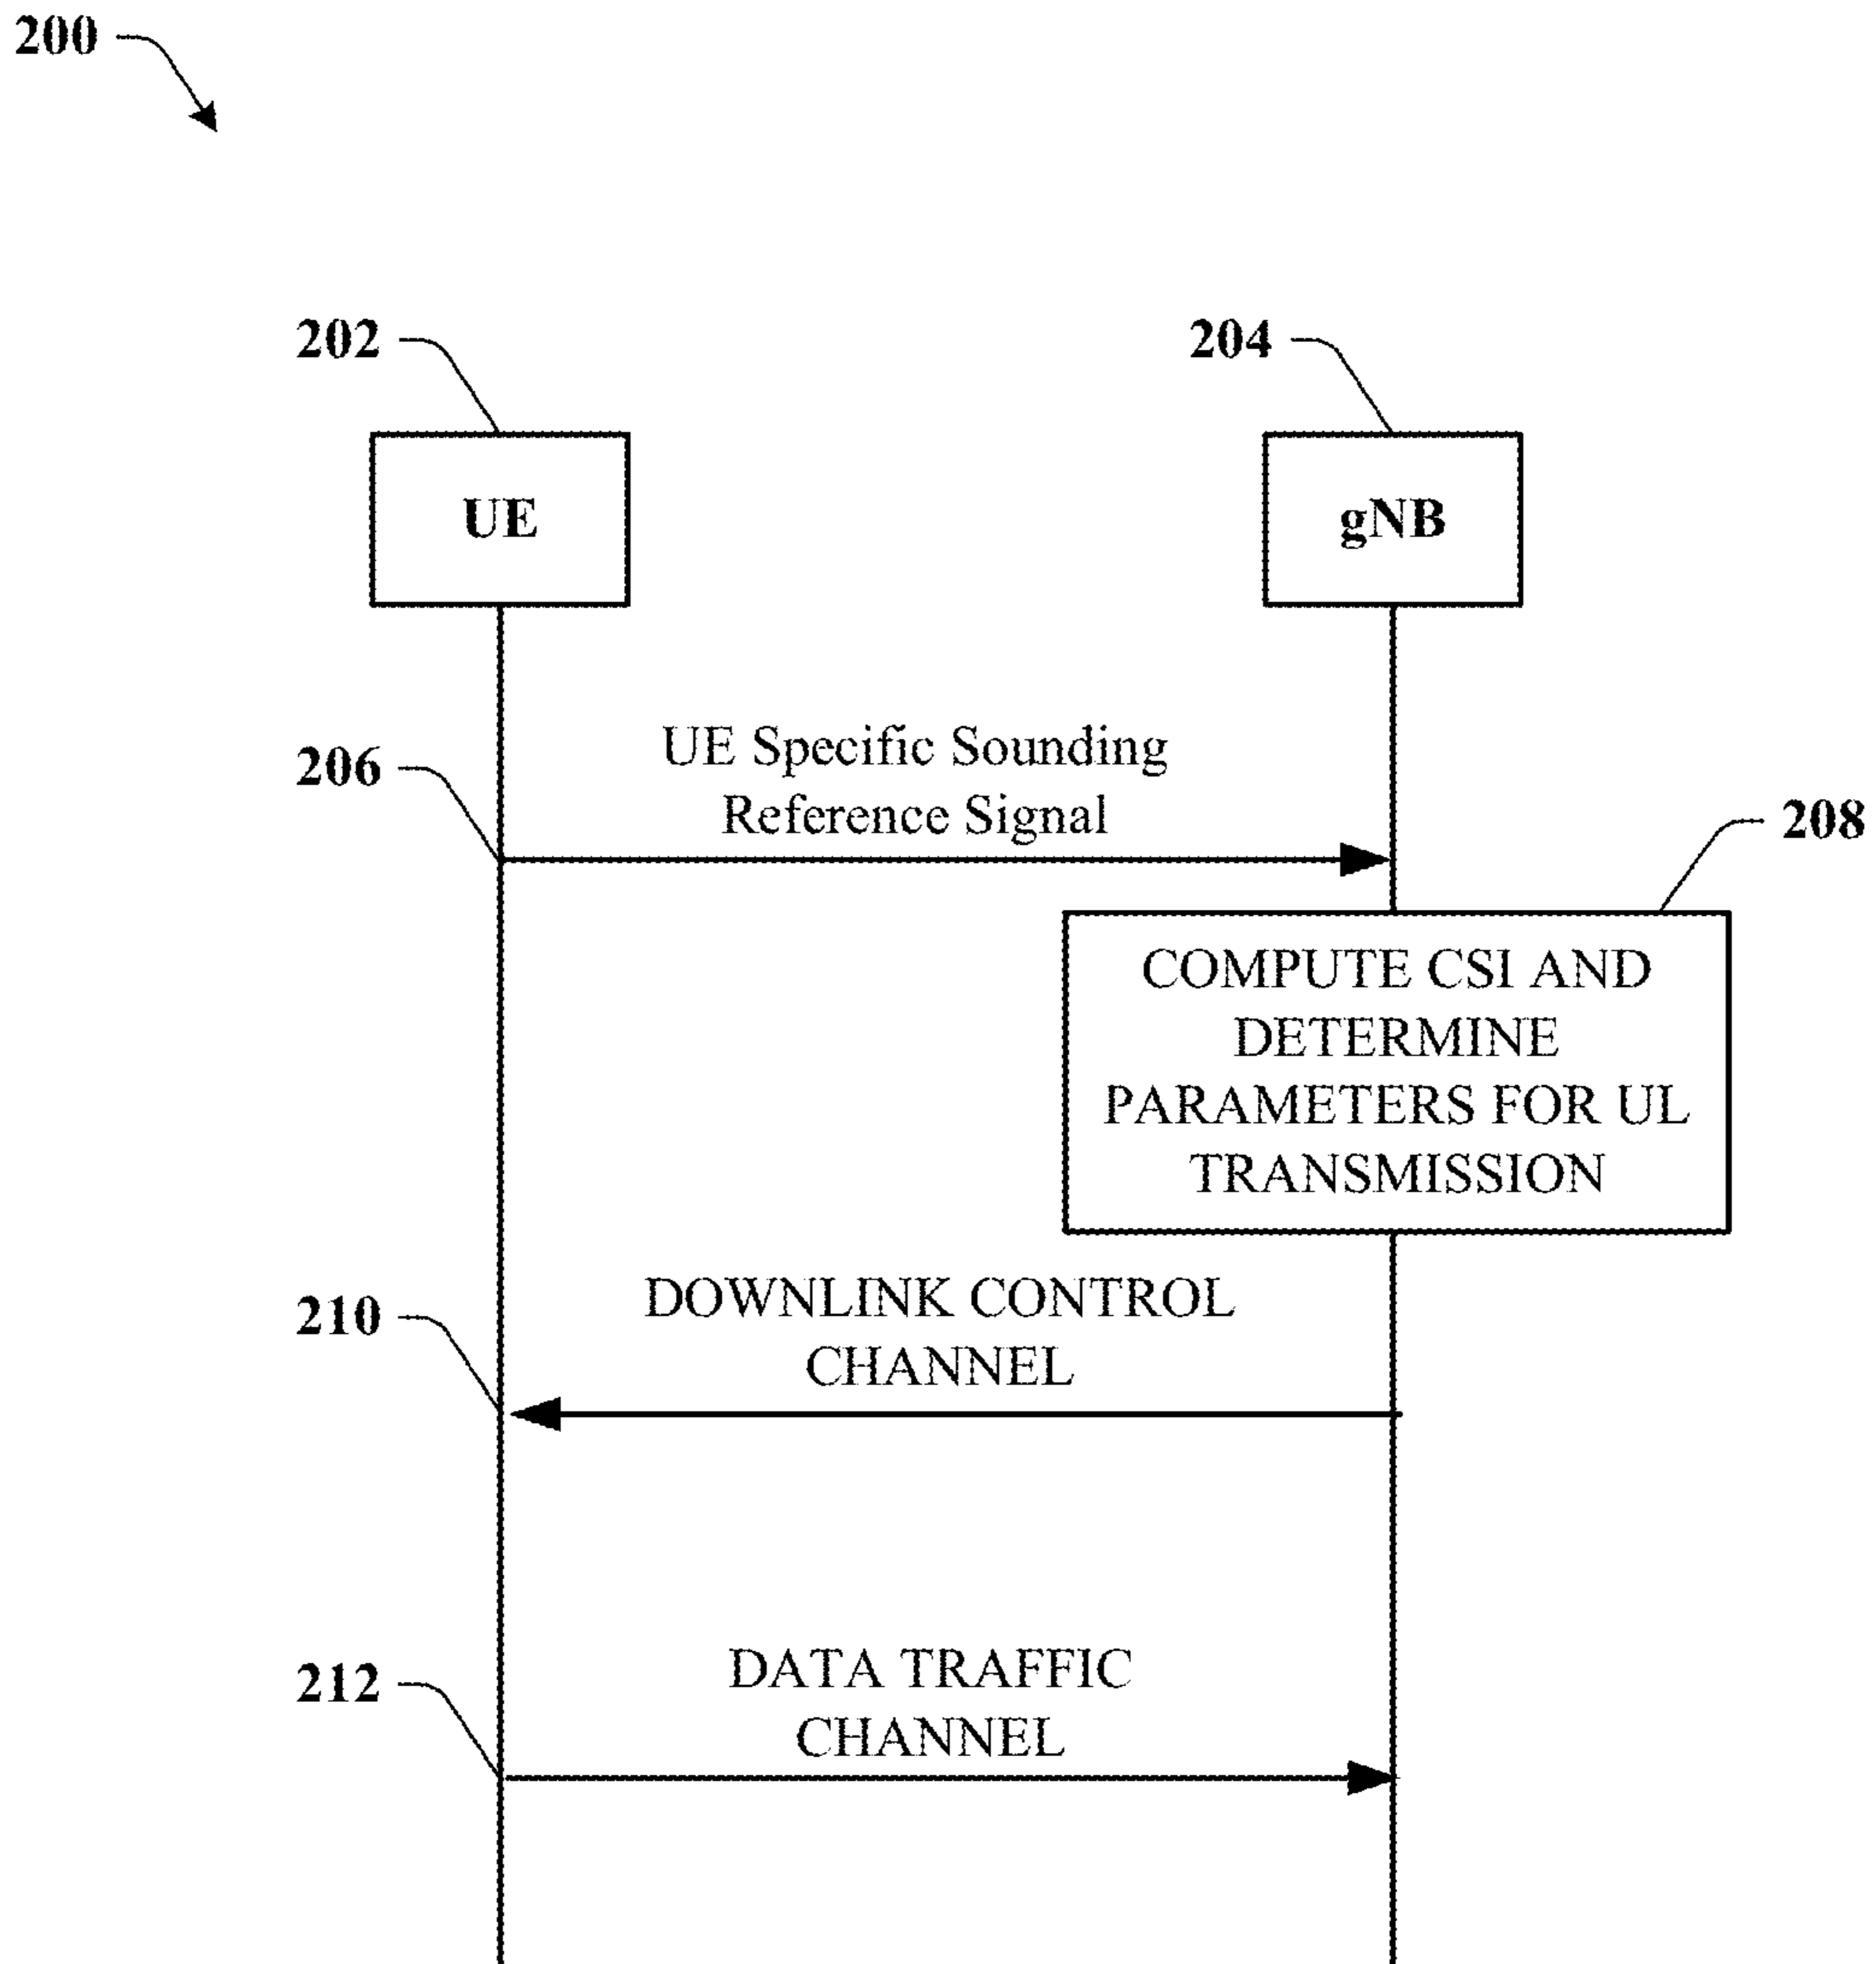 200
202
204
UE
gNB
206
UE Specific Sounding
Reference Signal
208
COMPUTE CSI AND
DETERMINE
PARAMETERS FOR UL
TRANSMISSION
210
DOWNLINK CONTROL
CHANNEL
212
DATA TRAFFIC
CHANNEL